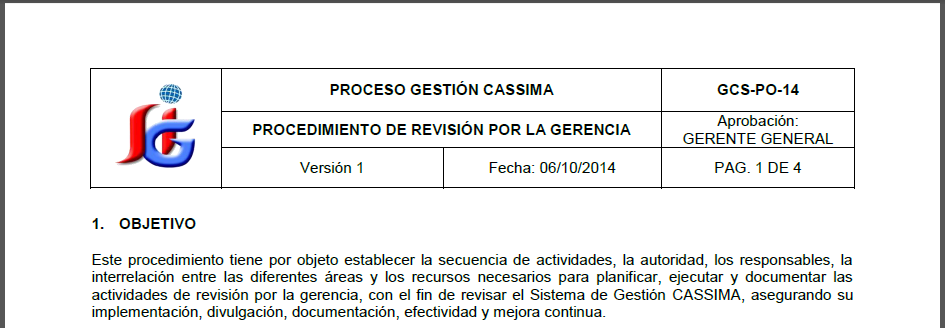 PROCESO GESTIÓN CASSIMA
GCS-PO-14
PROCEDIMIENTO DE REVISIÓN POR LA GERENCIA
Aprobación:
GERENTE GENERAL
Versión 1
Fecha: 06/10/2014
PAG. 1 DE 4
1. OBJETIVO
Este procedimiento tiene por objeto establecer la secuencia de actividades, la autoridad, los responsables, la
interrelación entre las diferentes áreas y los recursos necesarios para planificar, ejecutar y documentar las
actividades de revisión por la gerencia, con el fin de revisar el Sistema de Gestión CASSIMA, asegurando su
implementación, divulgación, documentación, efectividad y mejora continua.